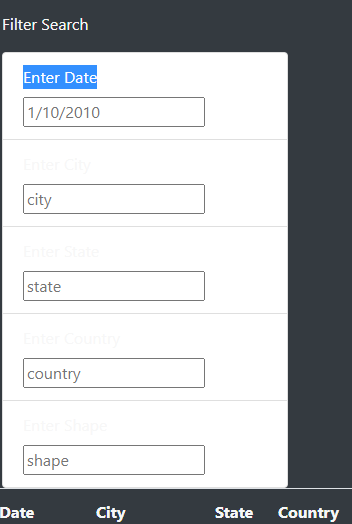 Filter Search
Enter Date
1/10/2010
Enter City
city
Enter State
state
Enter Country
country
Enter Shape
shape
Date City State Country